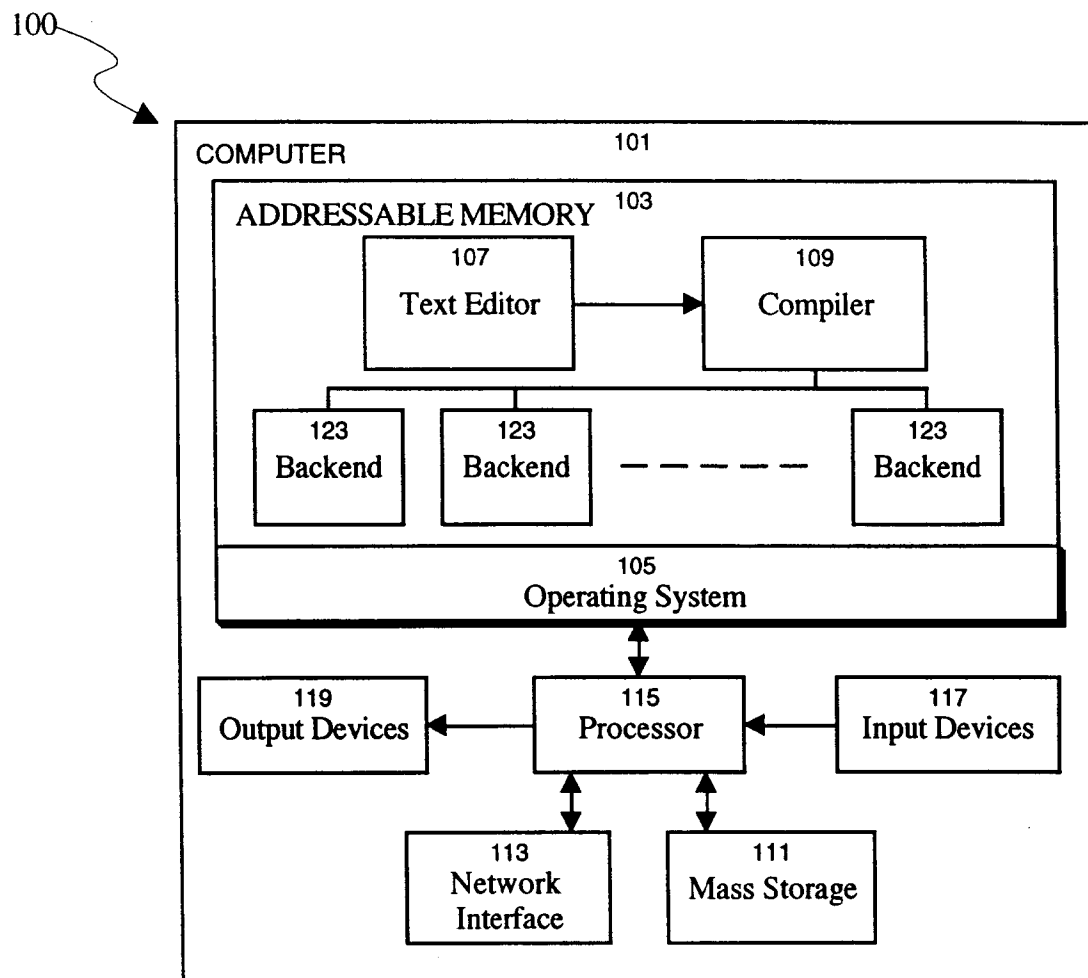 100
101
COMPUTER
103
ADDRESSABLE MEMORY
107
Text Editor
109
Compiler
123
Backend
123
Backend
123
Backend
105
Operating System
119
Output Devices
115
Processor
117
Input Devices
113
Network
Interface
111
Mass Storage